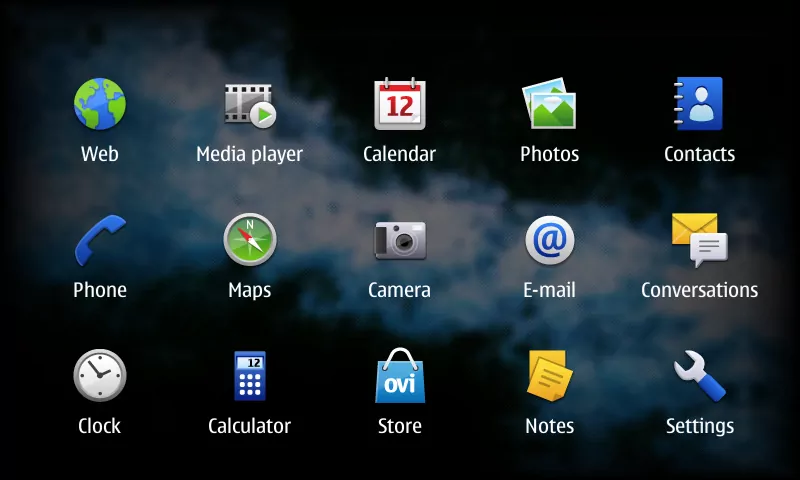 Web
Media player
12
Calendar
Photos
Contacts
Phone
N
Maps
Camera
@
E-mail
Conversations
Clock
12
Calculator
ovi
Store
Notes
Settings